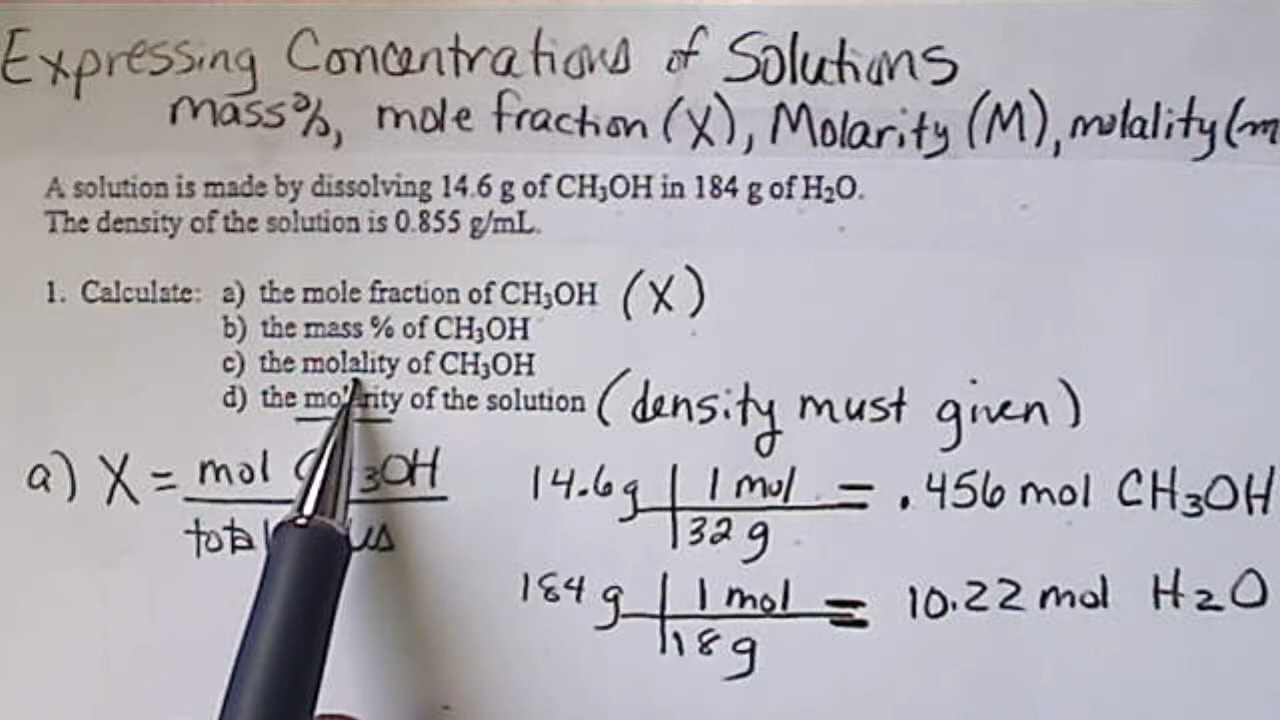 Expressing Concentrations of Solutions
mass%, mole fraction (X), Molarity (M), molality (m
A solution is made by dissolving 14.6 g of CH₃OH in 184 g of H₂O.
The density of the solution is 0.855 g/mL.
1. Calculate: a) the mole fraction of CH₃OH (X)
b) the mass % of CH₃OH
c) the molality of CH₃OH
d) the molarity of the solution (density must given)
a) X = mol CH₃OH
total
14.6g | 1 mol = .456 mol CH₃OH
32 g
184 g | 1 mol = 10.22 mol H₂O
18 g